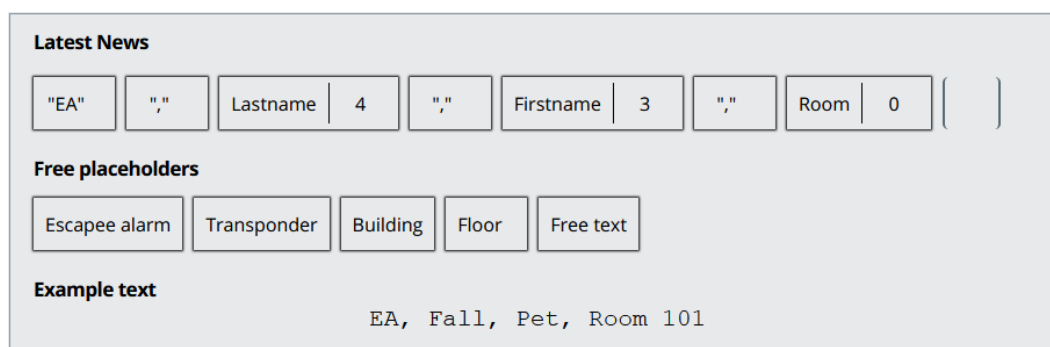 Latest News
"EA" "," Lastname 4 "," Firstname 3 "," Room 0
Free placeholders
Escapee alarm Transponder Building Floor Free text
Example text
EA, Fall, Pet, Room 101